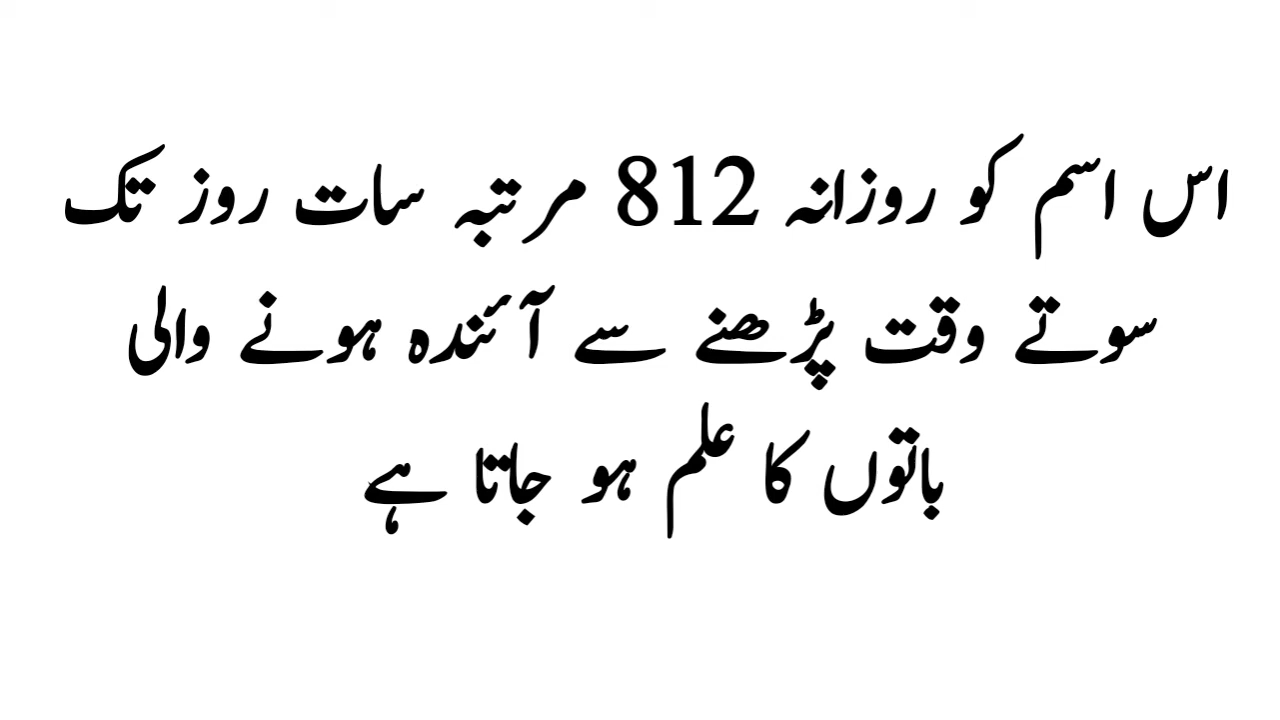 اس اسم کو روزانہ 812 مرتبہ سات روز تک
سوتے وقت پڑھنے سے آئندہ ہونے والی
باتوں کا علم ہو جاتا ہے